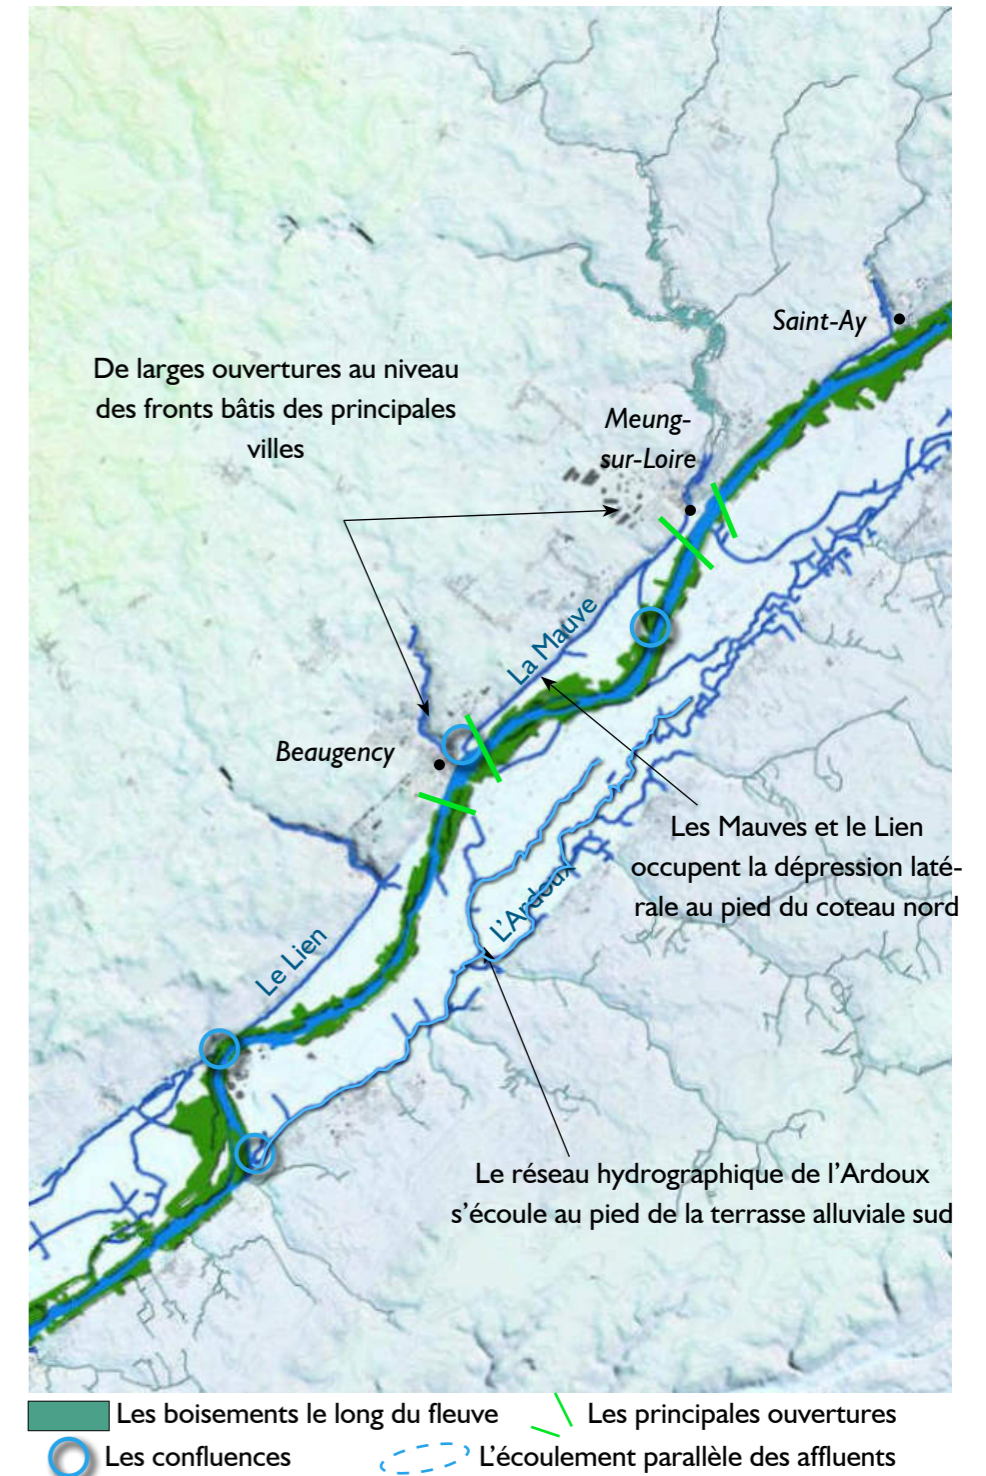 Saint-Ay
De larges ouvertures au niveau
des fronts bâtis des principales
villes
Meung-
sur-Loire
La Mauve
Beaugency
Les Mauves et le Lien
occupent la dépression laté-
rale au pied du coteau nord
L'Ardoux
Le Lien
Le réseau hydrographique de l'Ardoux
s'écoule au pied de la terrasse alluviale sud
Les boisements le long du fleuve
Les principales ouvertures
Les confluences
L'écoulement parallèle des affluents